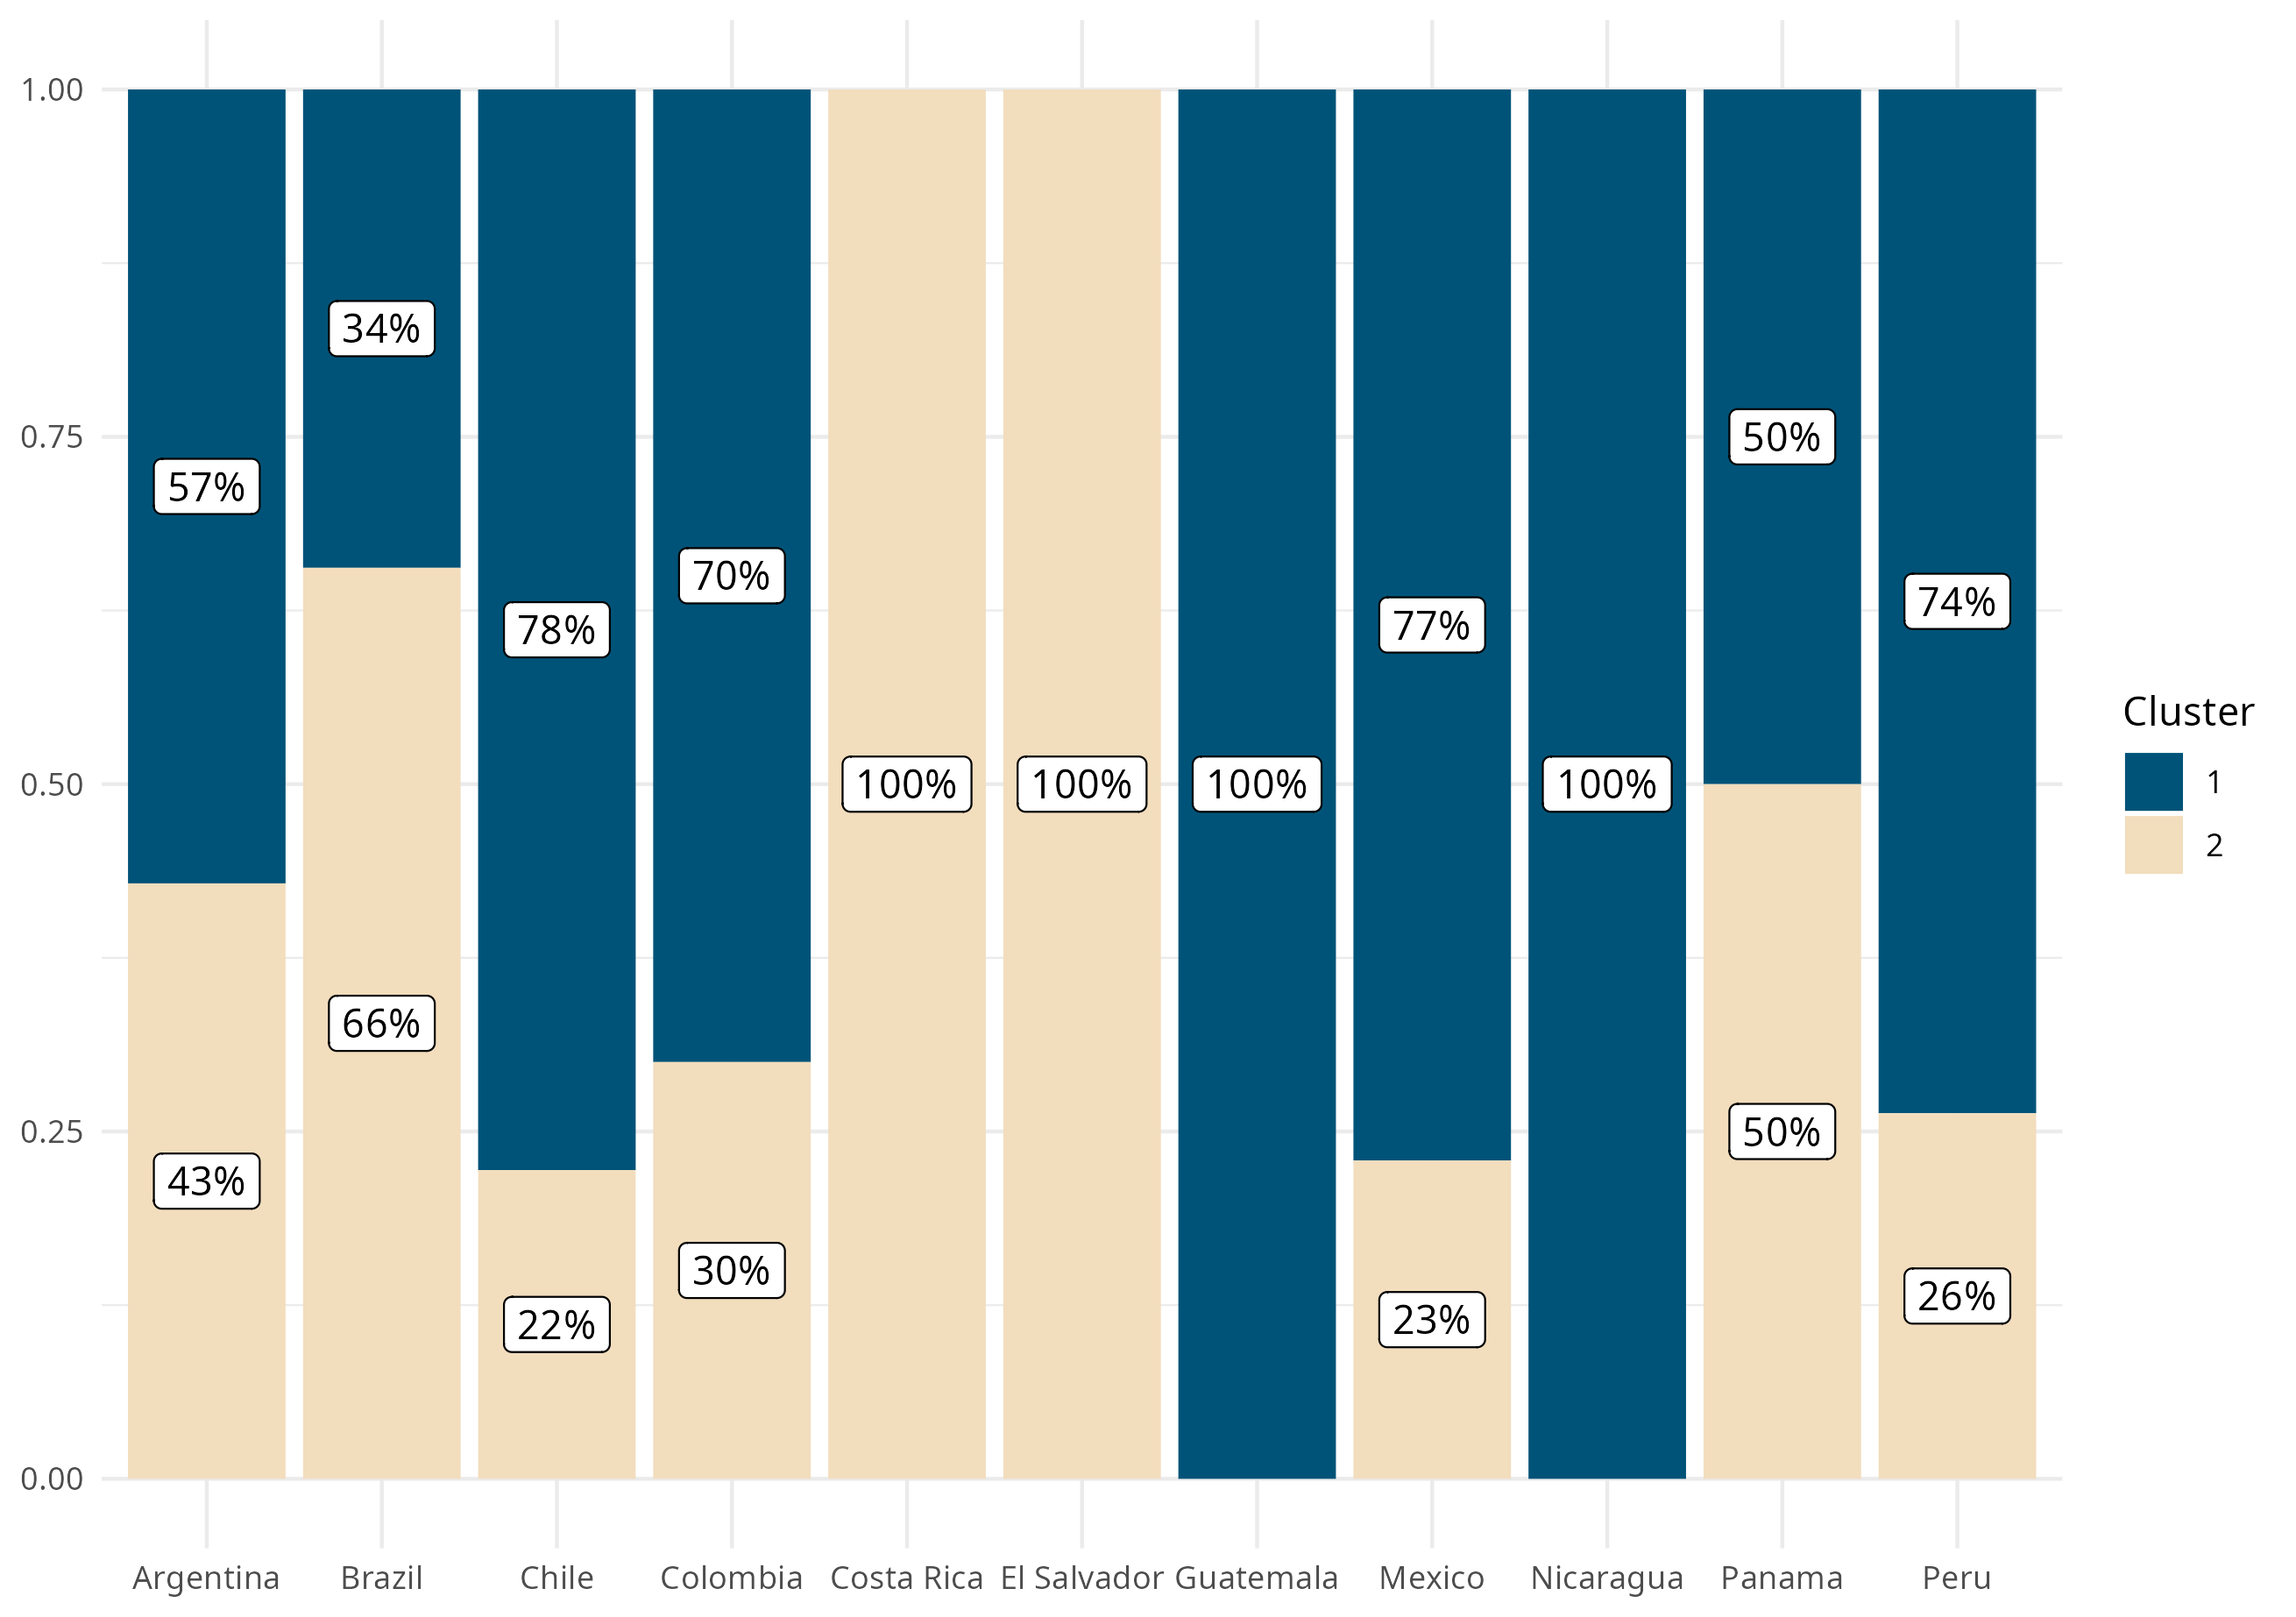 1.00
0.75
0.50
0.25
0.00
57%
43%
34%
66%
78%
22%
70%
30%
100%
100%
100%
77%
23%
100%
50%
50%
74%
26%
Argentina
Brazil
Chile
Colombia
Costa Rica
El Salvador
Guatemala
Mexico
Nicaragua
Panama
Peru
Cluster
1
2